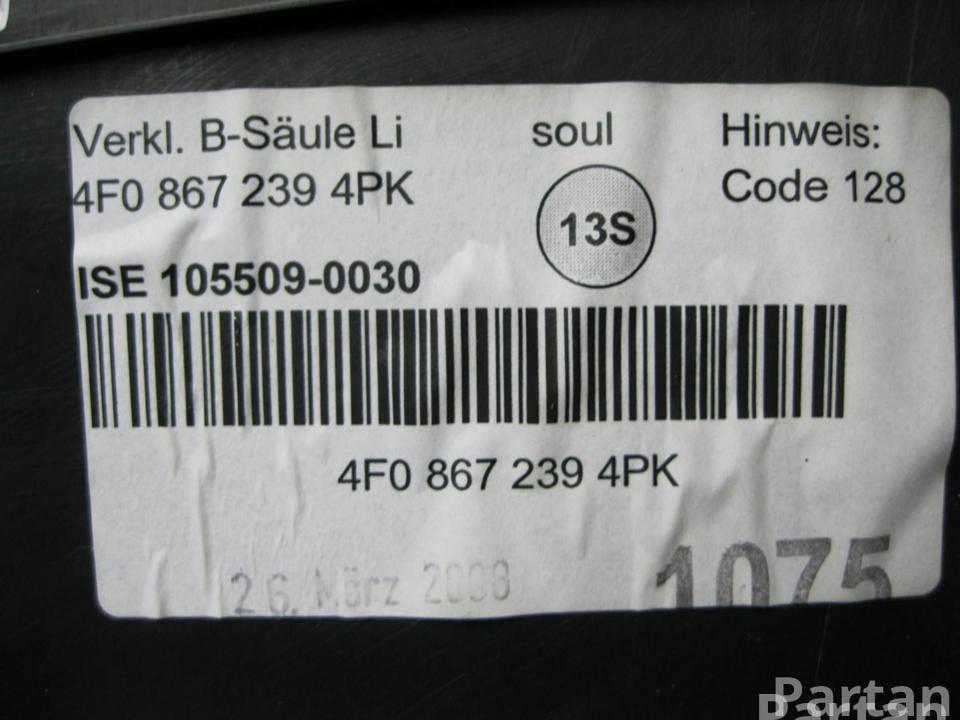 Verkl. B-Säule Li soul Hinweis:
4F0 867 239 4PK 13S Code 128
ISE 105509-0030
4F0 867 239 4PK
26. März 2008 1075
Partan
Partan